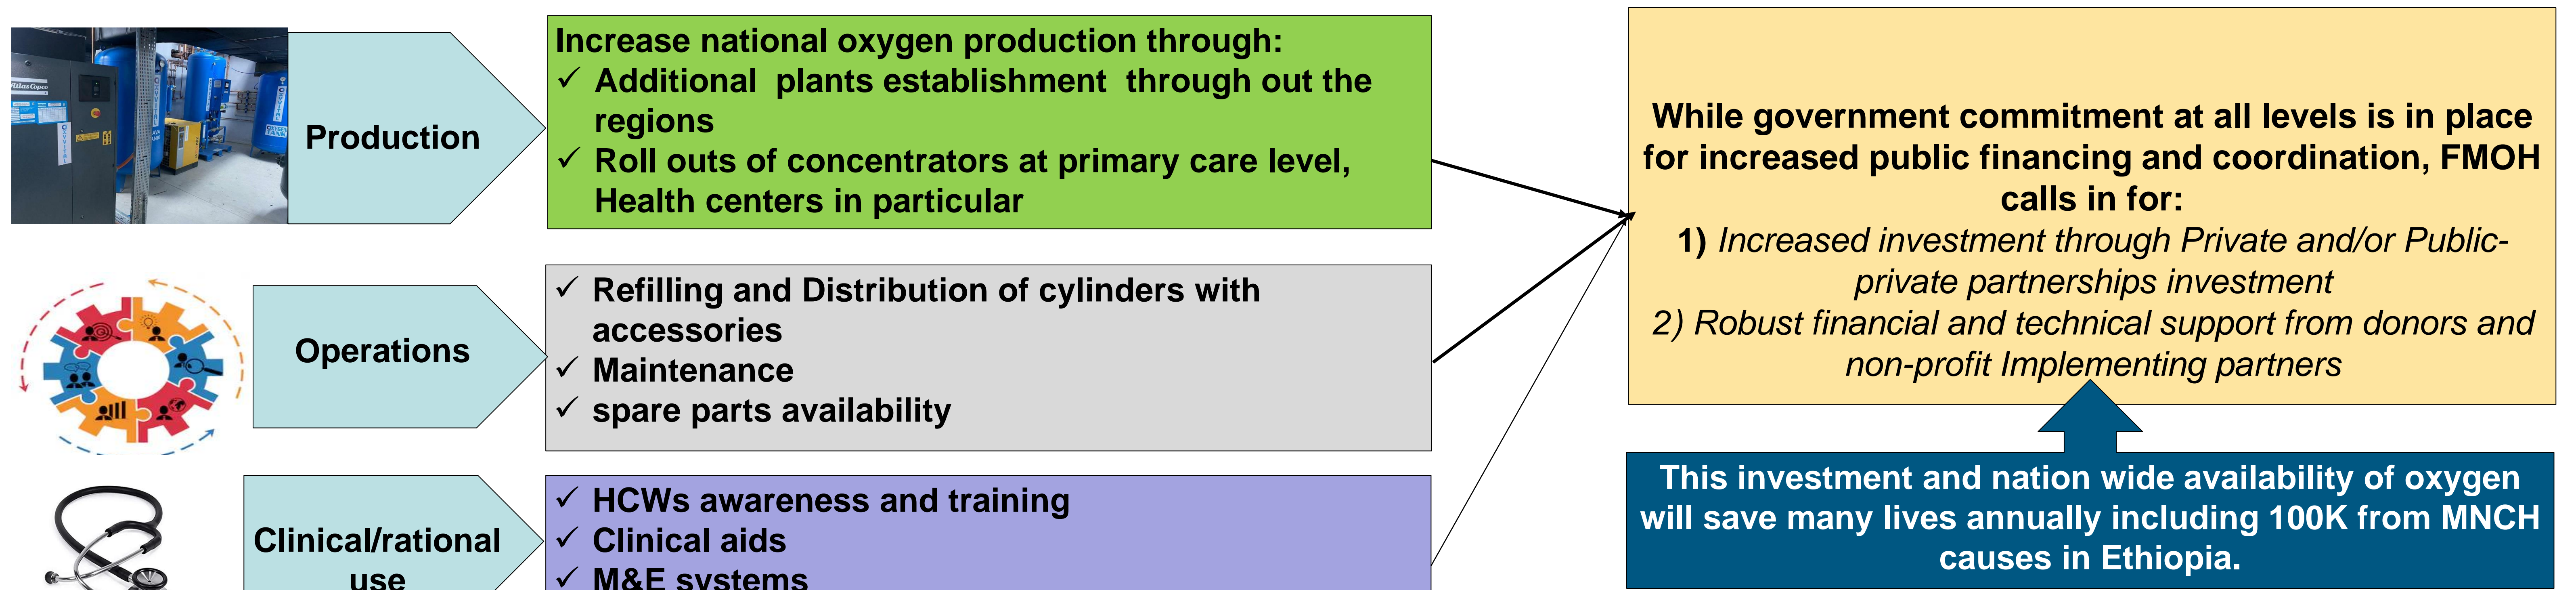 Production
Increase national oxygen production through:
✓ Additional plants establishment through out the
regions
✓ Roll outs of concentrators at primary care level,
Health centers in particular
Operations
✓ Refilling and Distribution of cylinders with
accessories
✓ Maintenance
✓ spare parts availability
Clinical/rational
use
✓ HCWs awareness and training
✓ Clinical aids
✓ M&E systems
While government commitment at all levels is in place
for increased public financing and coordination, FMOH
calls in for:
1) Increased investment through Private and/or Public-
private partnerships investment
2) Robust financial and technical support from donors and
non-profit Implementing partners
This investment and nation wide availability of oxygen
will save many lives annually including 100K from MNCH
causes in Ethiopia.
Atlas Copco